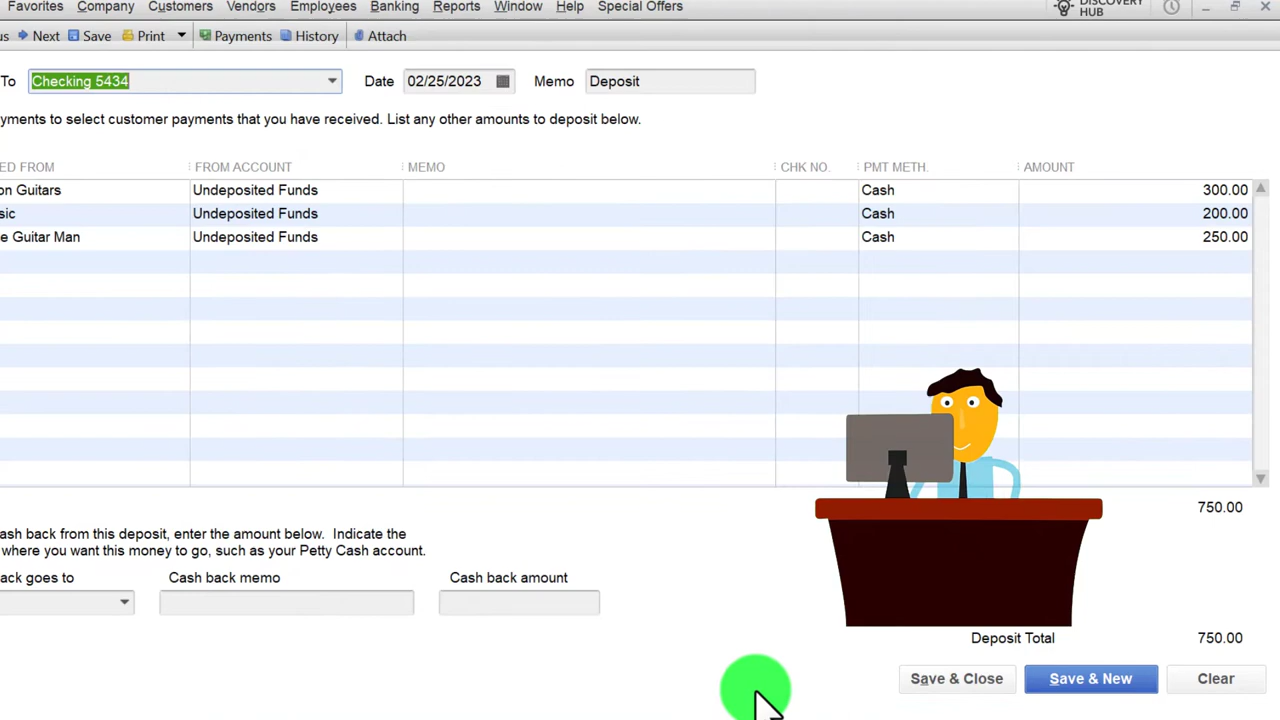 Favorites Company Customers Vendors Employees Banking Reports Window Help Special Offers DISCOVERY HUB
us Next Save Print Payments History Attach
To Checking 5434 Date 02/25/2023 Memo Deposit
yments to select customer payments that you have received. List any other amounts to deposit below.
ED FROM FROM ACCOUNT MEMO CHK NO. PMT METH. AMOUNT
on Guitars Undeposited Funds Cash 300.00
sic Undeposited Funds Cash 200.00
e Guitar Man Undeposited Funds Cash 250.00
750.00
ash back from this deposit, enter the amount below. Indicate the
where you want this money to go, such as your Petty Cash account.
ack goes to Cash back memo Cash back amount
Deposit Total 750.00
Save & Close Save & New Clear